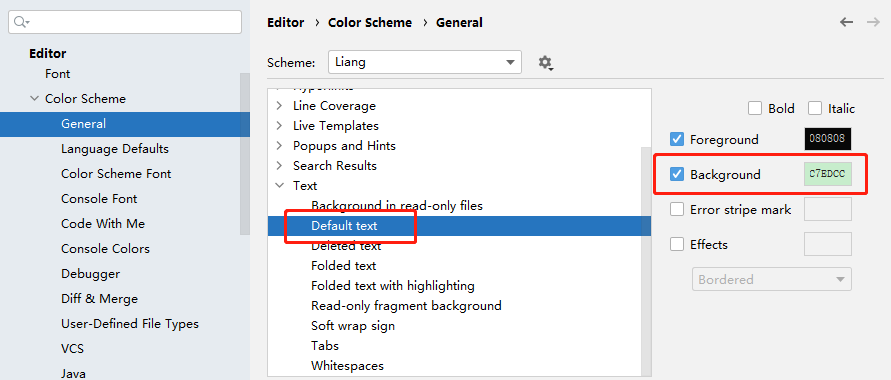 Editor
Font
Color Scheme
General
Language Defaults
Color Scheme Font
Console Font
Code With Me
Console Colors
Debugger
Diff & Merge
User-Defined File Types
VCS
Java
Editor › Color Scheme › General
Scheme: Liang
Hyperlinks
Line Coverage
Live Templates
Popups and Hints
Search Results
Text
Background in read-only files
Default text
Deleted text
Folded text
Folded text with highlighting
Read-only fragment background
Soft wrap sign
Tabs
Whitespaces
Bold Italic
Foreground 080808
Background C7EDCC
Error stripe mark
Effects
Bordered